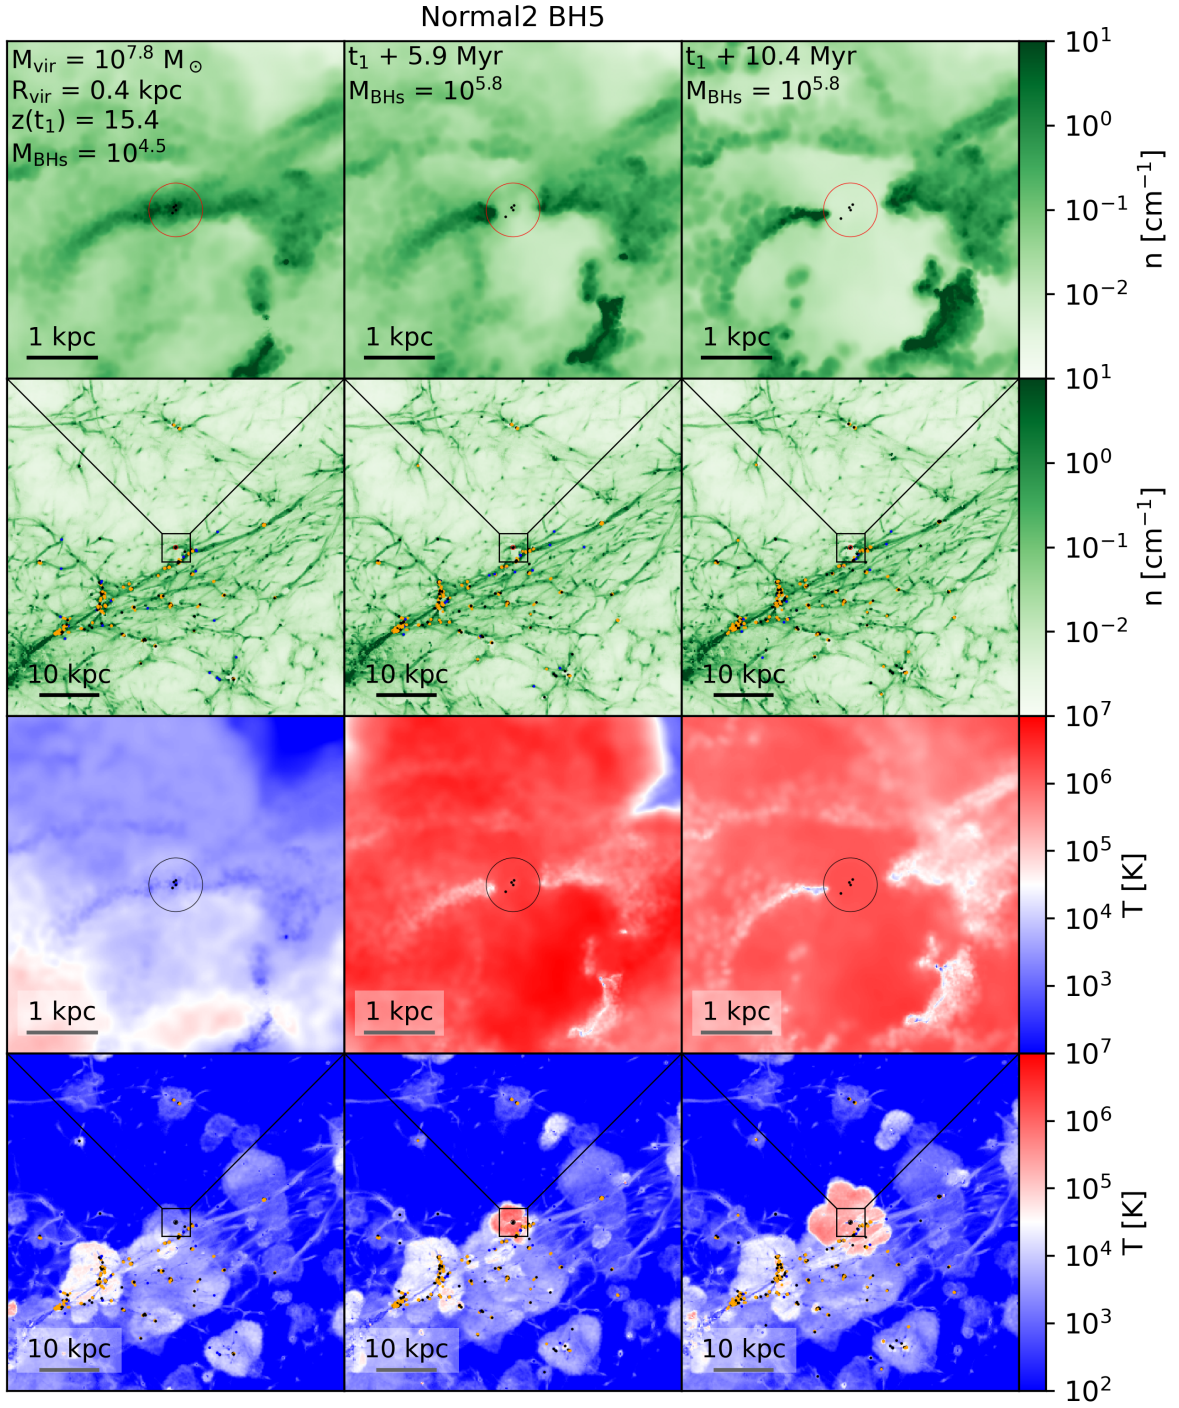 Normal2 BH5
M_vir = 10^7.8 M_⊙
R_vir = 0.4 kpc
z(t_1) = 15.4
M_BHs = 10^4.5
1 kpc
t_1 + 5.9 Myr
M_BHs = 10^5.8
1 kpc
t_1 + 10.4 Myr
M_BHs = 10^5.8
1 kpc
10^1
10^0
10^-1
10^-2
n [cm^-1]
10 kpc
10 kpc
10 kpc
10^1
10^0
10^-1
10^-2
n [cm^-1]
1 kpc
1 kpc
1 kpc
10^7
10^6
10^5
10^4
10^3
T [K]
10 kpc
10 kpc
10 kpc
10^7
10^6
10^5
10^4
10^3
10^2
T [K]